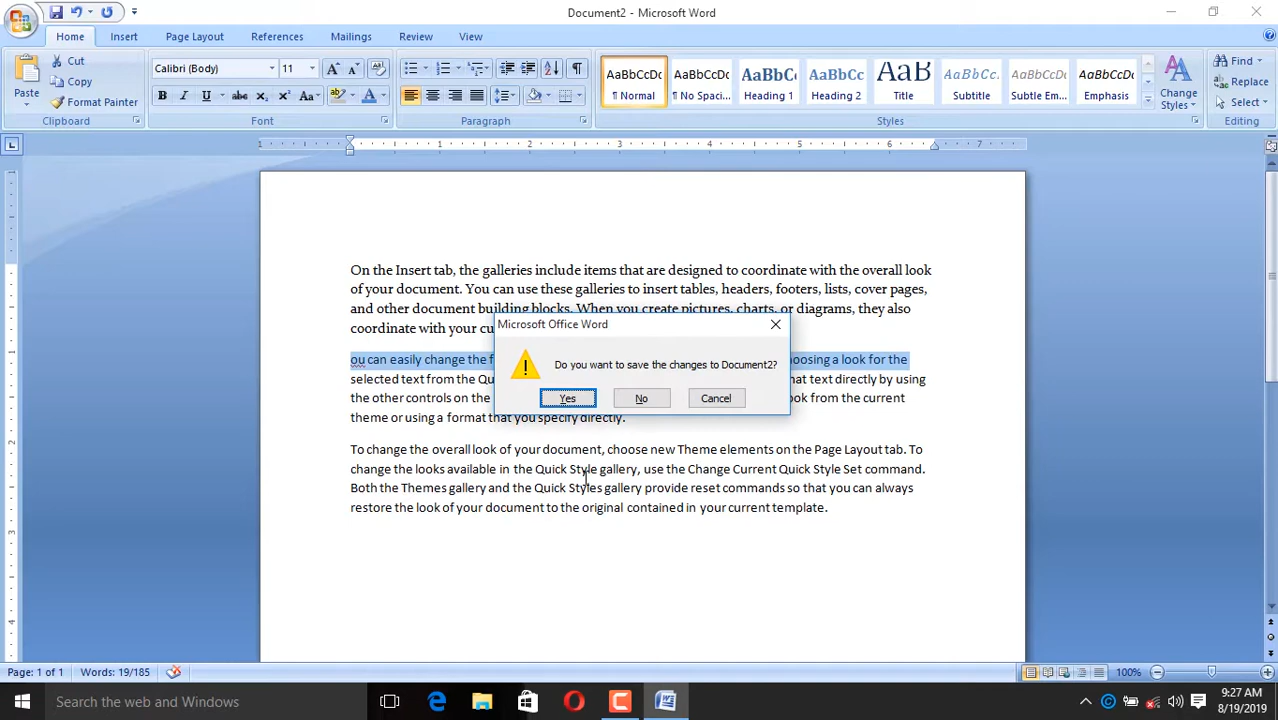 Document2 - Microsoft Word
Home Insert Page Layout References Mailings Review View
Paste
Cut
Copy
Format Painter
Clipboard
Calibri (Body) 11
Font
Paragraph
AaBbCcDc AaBbCcDc AaBbC AaBbCc AaB AaBbCc. AaBbCcDc AaBbCcDc
¶ Normal ¶ No Spaci... Heading 1 Heading 2 Title Subtitle Subtle Em... Emphasis
Change Styles
Styles
Find
Replace
Select
Editing
1 1 2 3 4 5 6 7
On the Insert tab, the galleries include items that are designed to coordinate with the overall look
of your document. You can use these galleries to insert tables, headers, footers, lists, cover pages,
and other document building blocks. When you create pictures, charts, or diagrams, they also
coordinate with your cu
Microsoft Office Word
Do you want to save the changes to Document2?
Yes No Cancel
ou can easily change the f hoosing a look for the
selected text from the Qu hat text directly by using
the other controls on the look from the current
theme or using a format that you specify directly.
To change the overall look of your document, choose new Theme elements on the Page Layout tab. To
change the looks available in the Quick Style gallery, use the Change Current Quick Style Set command.
Both the Themes gallery and the Quick Styles gallery provide reset commands so that you can always
restore the look of your document to the original contained in your current template.
Page: 1 of 1 Words: 19/185 100%
Search the web and Windows
9:27 AM
8/19/2019